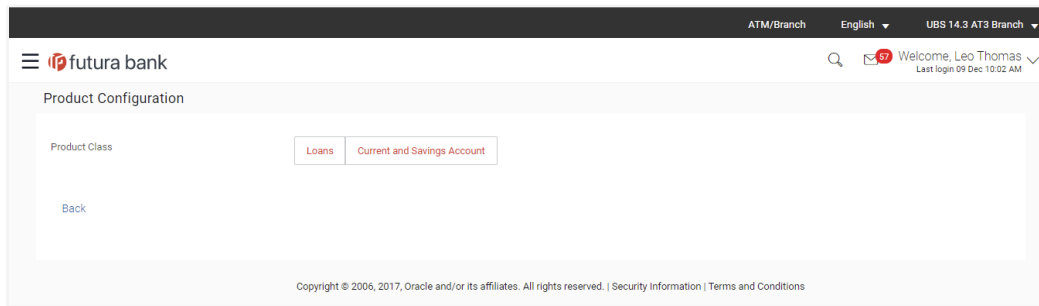 ATM/Branch English UBS 14.3 AT3 Branch
futura bank 57 Welcome, Leo Thomas
Last login 09 Dec 10:02 AM
Product Configuration
Product Class Loans Current and Savings Account
Back
Copyright © 2006, 2017, Oracle and/or its affiliates. All rights reserved. | Security Information | Terms and Conditions